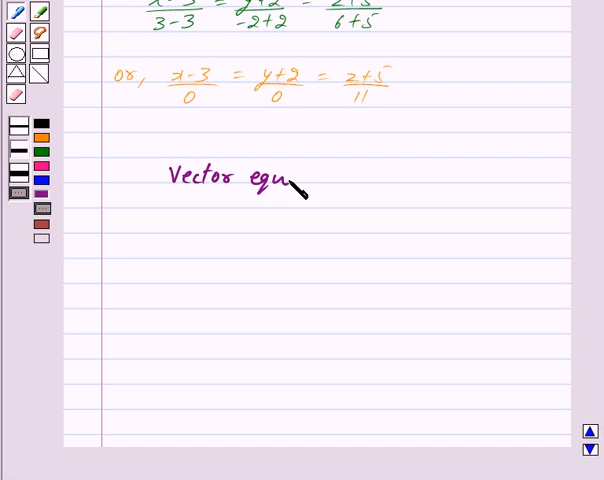 x-3/3-3 = y+2/-2+2 = z+5/6+5
or, x-3/0 = y+2/0 = z+5/11
Vector equ